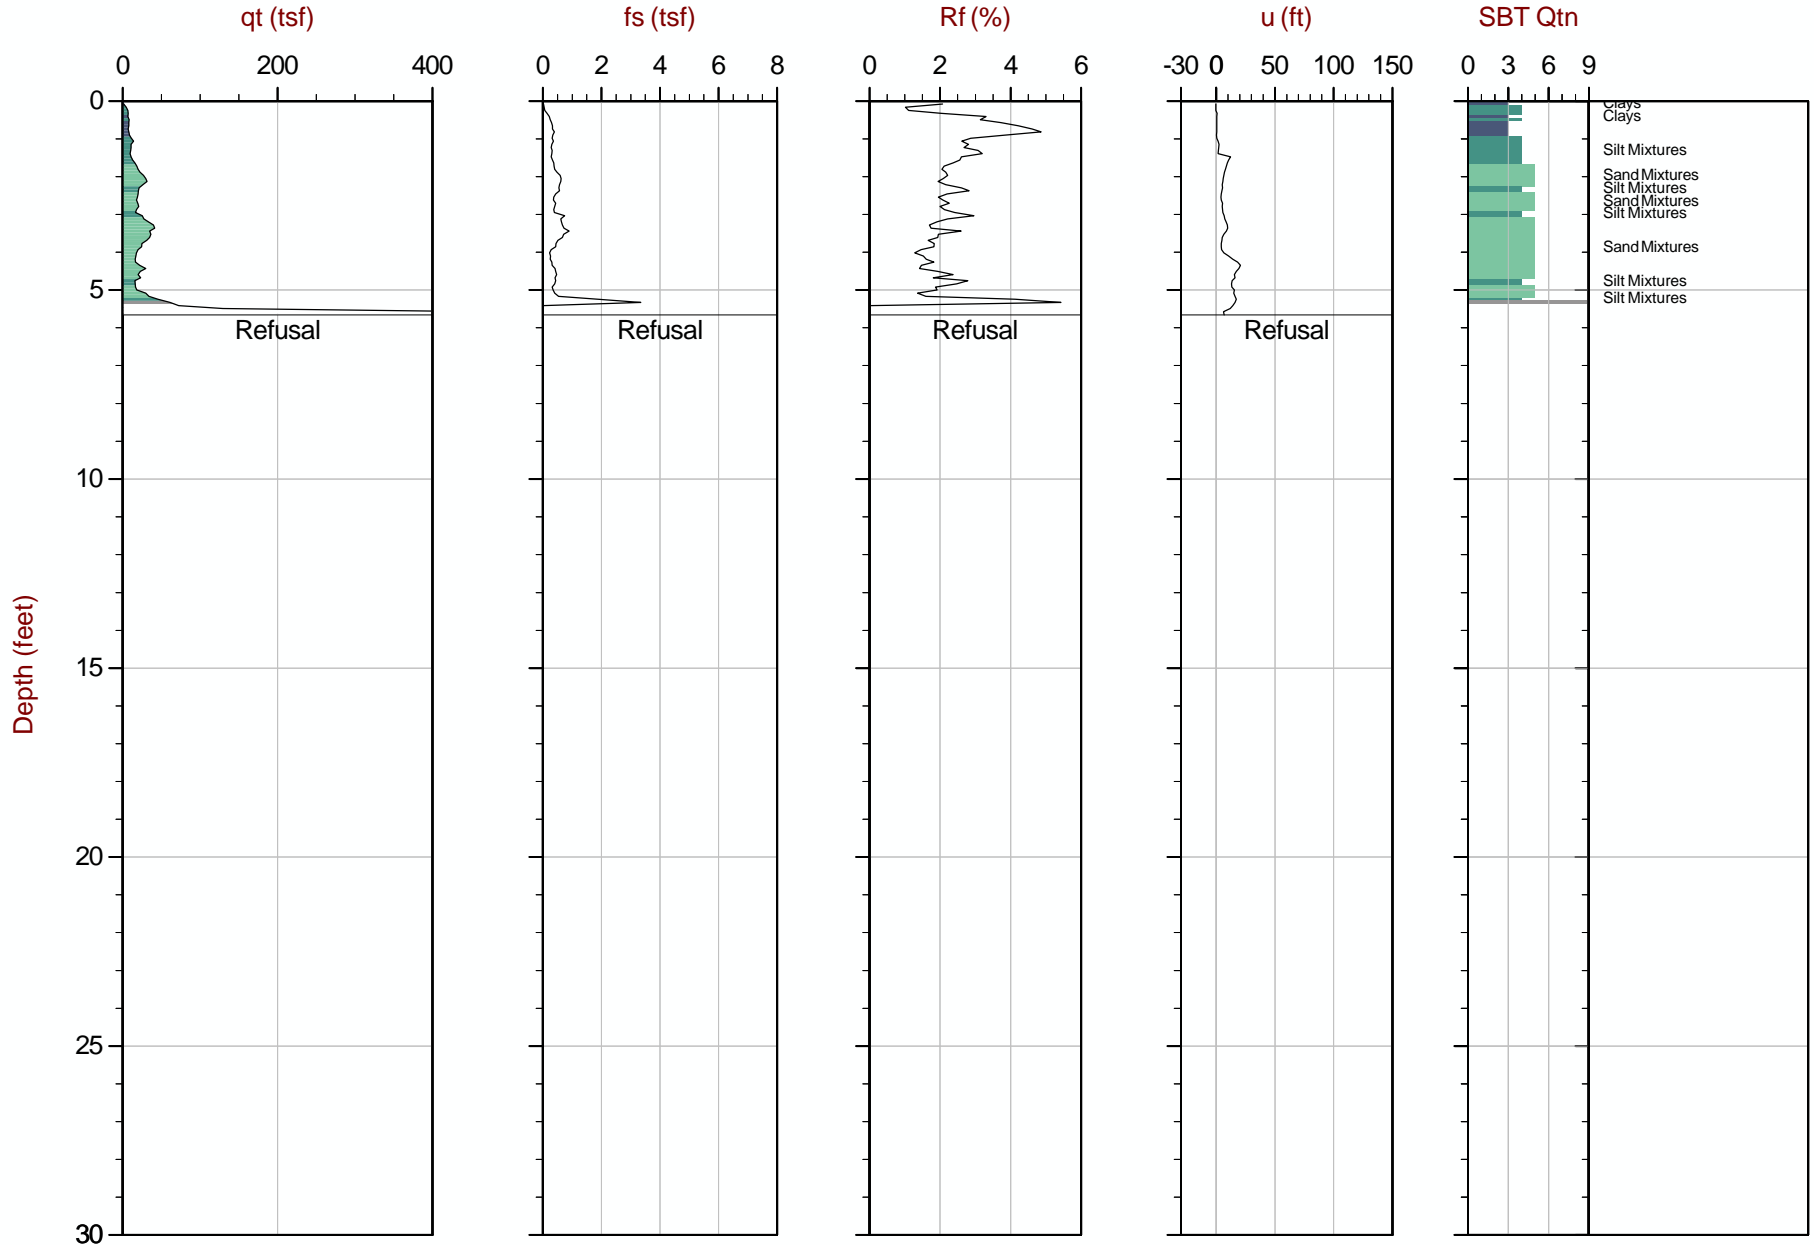 qt (tsf) fs (tsf) Rf (%) u (ft) SBT Qtn
0 200 400 0 2 4 6 8 0 2 4 6 -30 0 50 100 150 0 3 6 9
0
5
10
15
20
25
30
Depth (feet)
Refusal Refusal Refusal Refusal
Clays
Clays
Silt Mixtures
Sand Mixtures
Silt Mixtures
Sand Mixtures
Silt Mixtures
Sand Mixtures
Silt Mixtures
Silt Mixtures